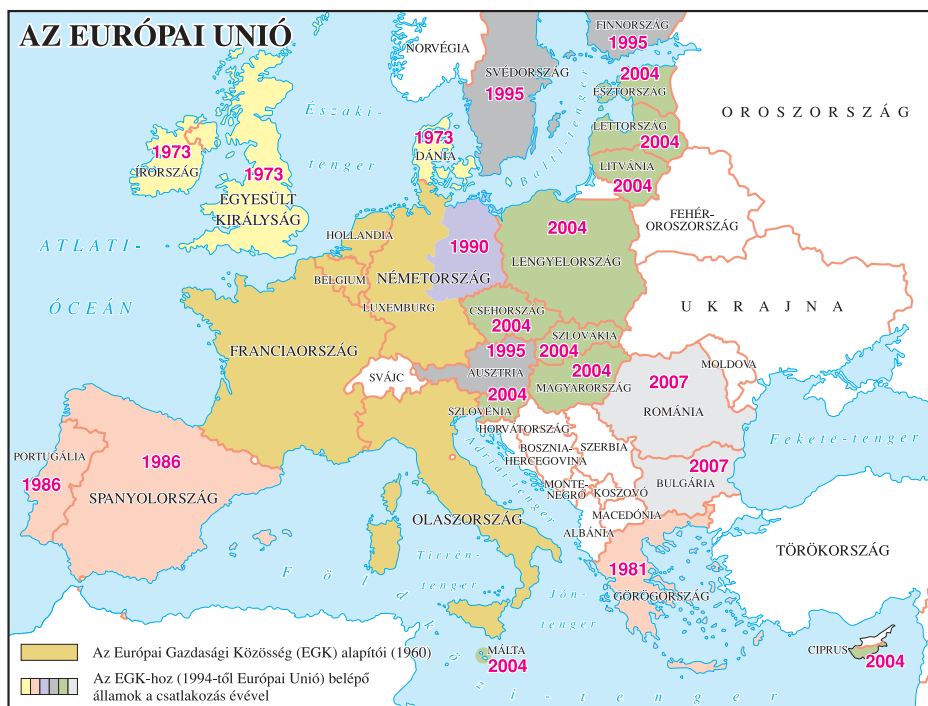 AZ EURÓPAI UNIÓ
NORVÉGIA
FINNORSZÁG
1995
SVÉDORSZÁG
1995
2004
ÉSZTORSZÁG
OROSZORSZÁG
Északi-
tenger
Balti-tenger
LETTORSZÁG
2004
1973
DÁNIA
1973
ÍRORSZÁG
1973
LITVÁNIA
2004
EGYESÜLT
KIRÁLYSÁG
FEHÉR-
OROSZORSZÁG
HOLLANDIA
2004
LENGYELORSZÁG
1990
ATLATI-
ÓCEÁN
BELGIUM
NÉMETORSZÁG
LUXEMBURG
CSEHORSZÁG
2004
UKRAJNA
SZLOVÁKIA
2004
FRANCIAORSZÁG
1995
AUSZTRIA
SVÁJC
2004
MAGYARORSZÁG
MOLDOVA
2007
ROMÁNIA
2004
SZLOVÉNIA
HORVÁTORSZÁG
BOSZNIA-
HERCEGOVINA
SZERBIA
Fekete-tenger
Adriai-tenger
PORTUGÁLIA
1986
1986
SPANYOLORSZÁG
2007
BULGÁRIA
MONTE-
NEGRÓ
KOSZOVÓ
MACEDÓNIA
ALBÁNIA
OLASZORSZÁG
TÖRÖKORSZÁG
Tirrén-
tenger
1981
GÖRÖGORSZÁG
Jón-
tenger
Földközi-tenger
MÁLTA
2004
CIPRUS
2004
Az Európai Gazdasági Közösség (EGK) alapítói (1960)
Az EGK-hoz (1994-től Európai Unió) belépő
államok a csatlakozás évével